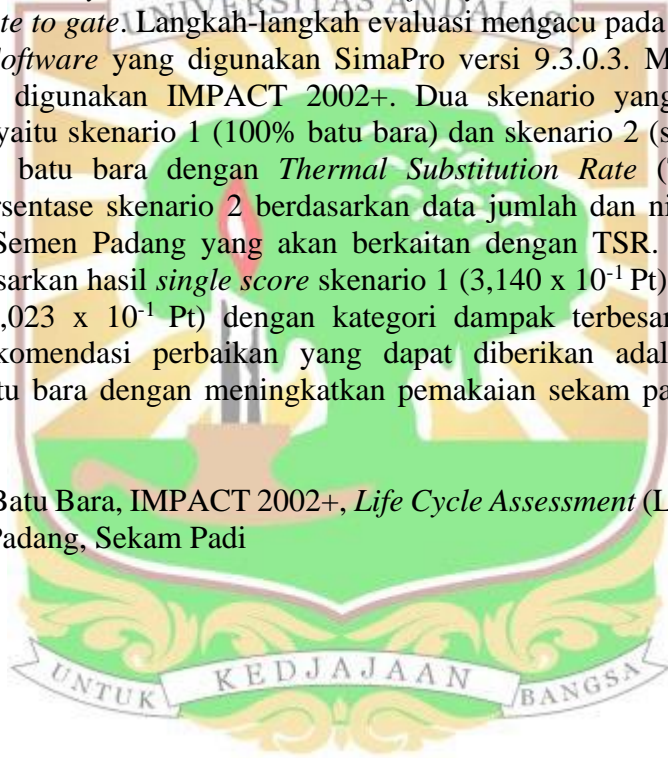 UNIVERSITAS ANDALAS
te to gate. Langkah-langkah evaluasi mengacu pada
oftware yang digunakan SimaPro versi 9.3.0.3. M
digunakan IMPACT 2002+. Dua skenario yang
yaitu skenario 1 (100% batu bara) dan skenario 2 (s
batu bara dengan Thermal Substitution Rate (
rsentase skenario 2 berdasarkan data jumlah dan ni
Semen Padang yang akan berkaitan dengan TSR.
sarkan hasil single score skenario 1 (3,140 x 10-1 Pt)
,023 x 10-1 Pt) dengan kategori dampak terbesar
komendasi perbaikan yang dapat diberikan adal
tu bara dengan meningkatkan pemakaian sekam pa
Batu Bara, IMPACT 2002+, Life Cycle Assessment (L
Padang, Sekam Padi
UNTUK KEDJAJAAN BANGSA